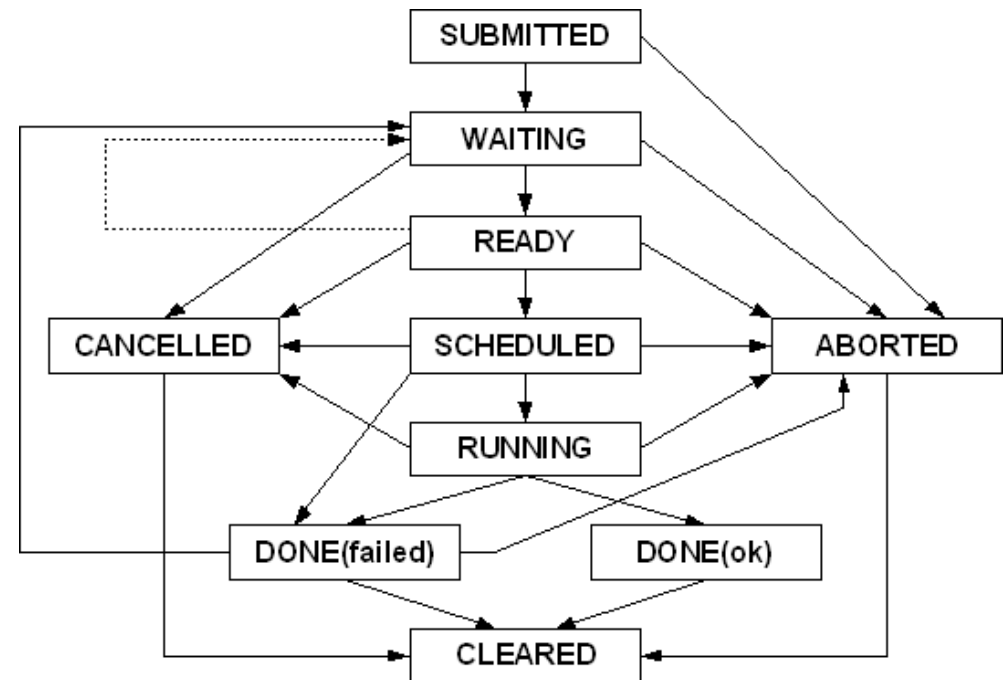 SUBMITTED
WAITING
READY
CANCELLED
SCHEDULED
ABORTED
RUNNING
DONE(failed)
DONE(ok)
CLEARED